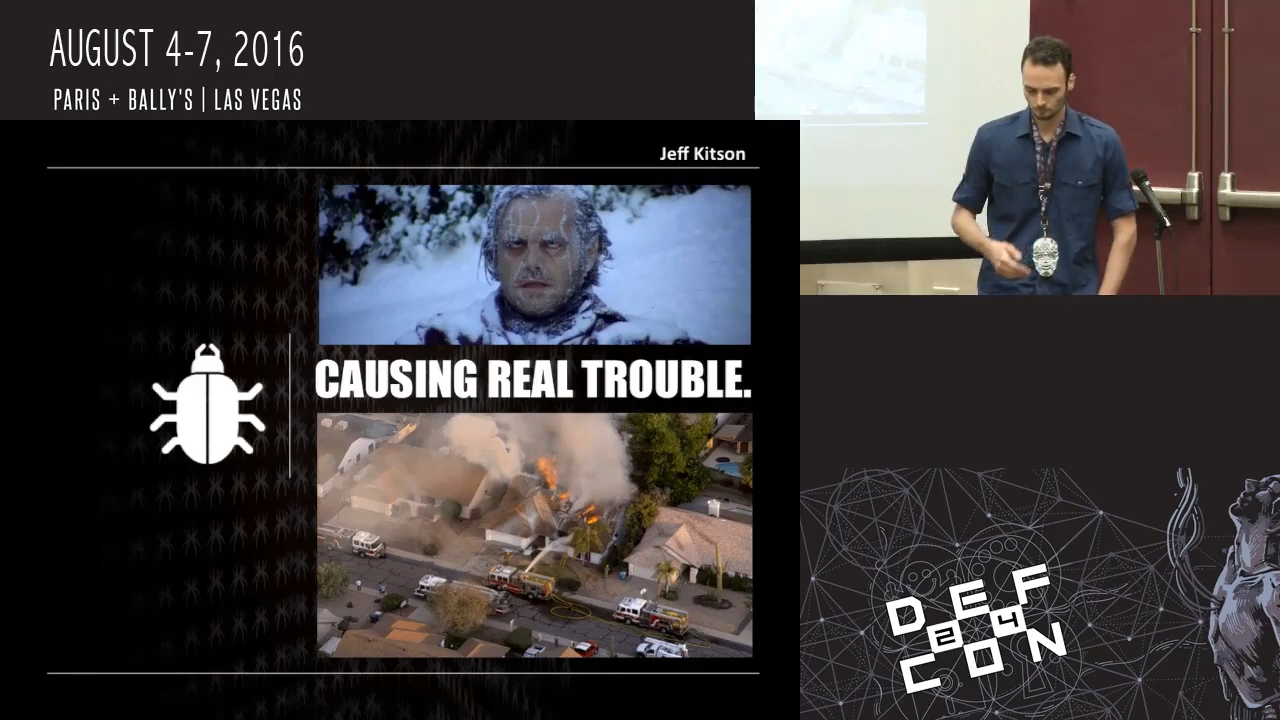 AUGUST 4-7, 2016
PARIS + BALLY'S | LAS VEGAS
Jeff Kitson
CAUSING REAL TROUBLE.
DEF
24
CON